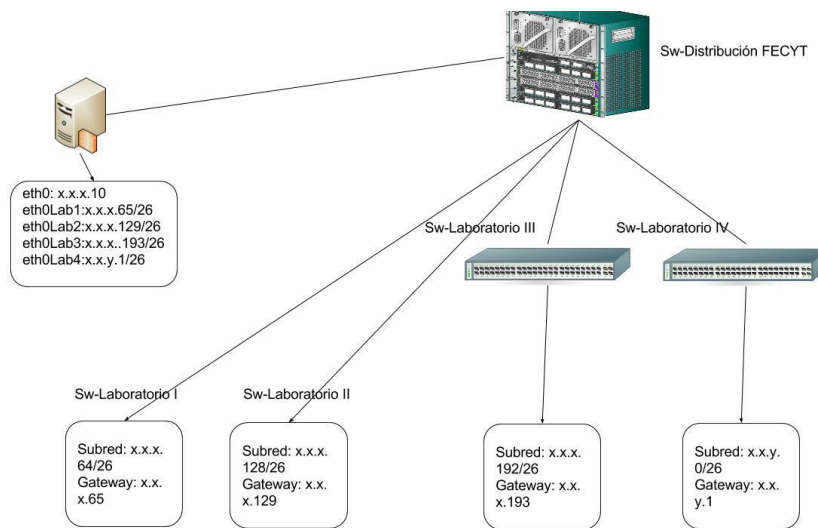 Sw-Distribución FECYT
eth0: x.x.x.10
eth0Lab1:x.x.x.65/26
eth0Lab2:x.x.x.129/26
eth0Lab3:x.x.x..193/26
eth0Lab4:x.x.y.1/26
Sw-Laboratorio III
Sw-Laboratorio IV
Sw-Laboratorio I
Sw-Laboratorio II
Subred: x.x.x.
64/26
Gateway: x.x.
x.65
Subred: x.x.x.
128/26
Gateway: x.x.
x.129
Subred: x.x.x.
192/26
Gateway: x.x.
x.193
Subred: x.x.y.
0/26
Gateway: x.x.
y.1